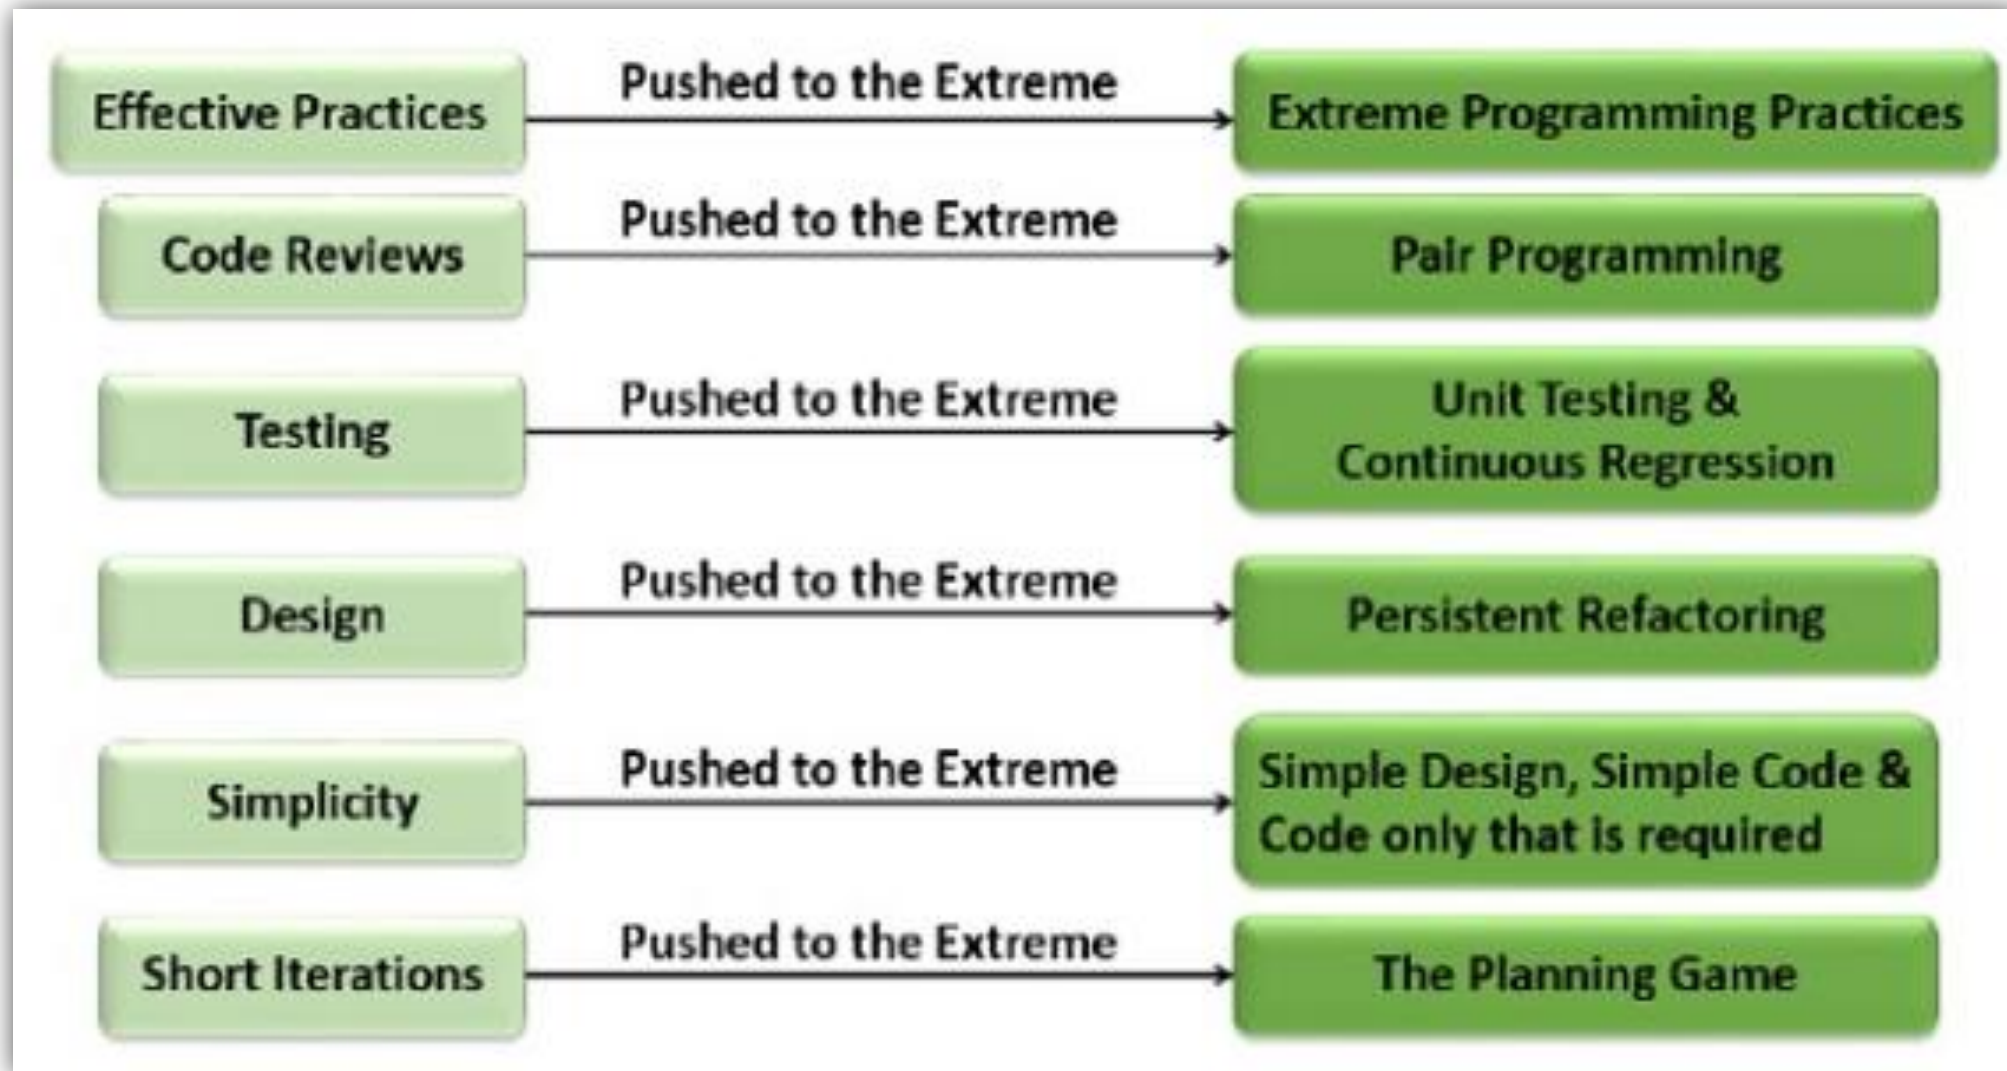 Effective Practices
Pushed to the Extreme
Extreme Programming Practices
Code Reviews
Pushed to the Extreme
Pair Programming
Testing
Pushed to the Extreme
Unit Testing &
Continuous Regression
Design
Pushed to the Extreme
Persistent Refactoring
Simplicity
Pushed to the Extreme
Simple Design, Simple Code &
Code only that is required
Short Iterations
Pushed to the Extreme
The Planning Game